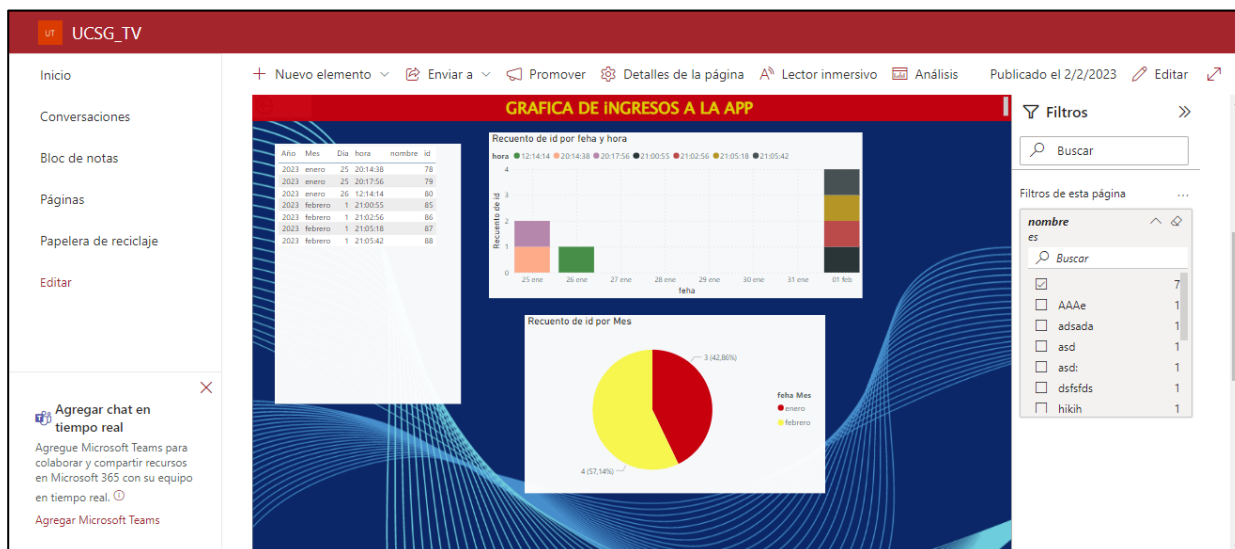 UT UCSG_TV
Inicio
Conversaciones
Bloc de notas
Páginas
Papelera de reciclaje
Editar
Agregar chat en
tiempo real
Agregue Microsoft Teams para
colaborar y compartir recursos
en Microsoft 365 con su equipo
en tiempo real.
Agregar Microsoft Teams
Nuevo elemento Enviar a Promover Detalles de la página Lector inmersivo Análisis Publicado el 2/2/2023 Editar
GRAFICA DE iNGRESOS A LA APP
Año Mes Dia hora nombre id
2023 enero 25 20:14:38 78
2023 enero 25 20:17:56 79
2023 enero 26 12:14:14 80
2023 febrero 1 21:00:55 85
2023 febrero 1 21:02:56 86
2023 febrero 1 21:05:18 87
2023 febrero 1 21:05:42 88
Recuento de id por feha y hora
hora 12:14:14 20:14:38 20:17:56 21:00:55 21:02:56 21:05:18 21:05:42
Recuento de id
4
3
2
1
0
25 ene 26 ene 27 ene 28 ene 29 ene 30 ene 31 ene 01 feb
feha
Recuento de id por Mes
3 (42,86%)
4 (57,14%)
feha Mes
enero
febrero
Filtros
Buscar
Filtros de esta página ...
nombre
es
Buscar
7
AAAe 1
adsada 1
asd 1
asd: 1
dsfsfds 1
hikih 1